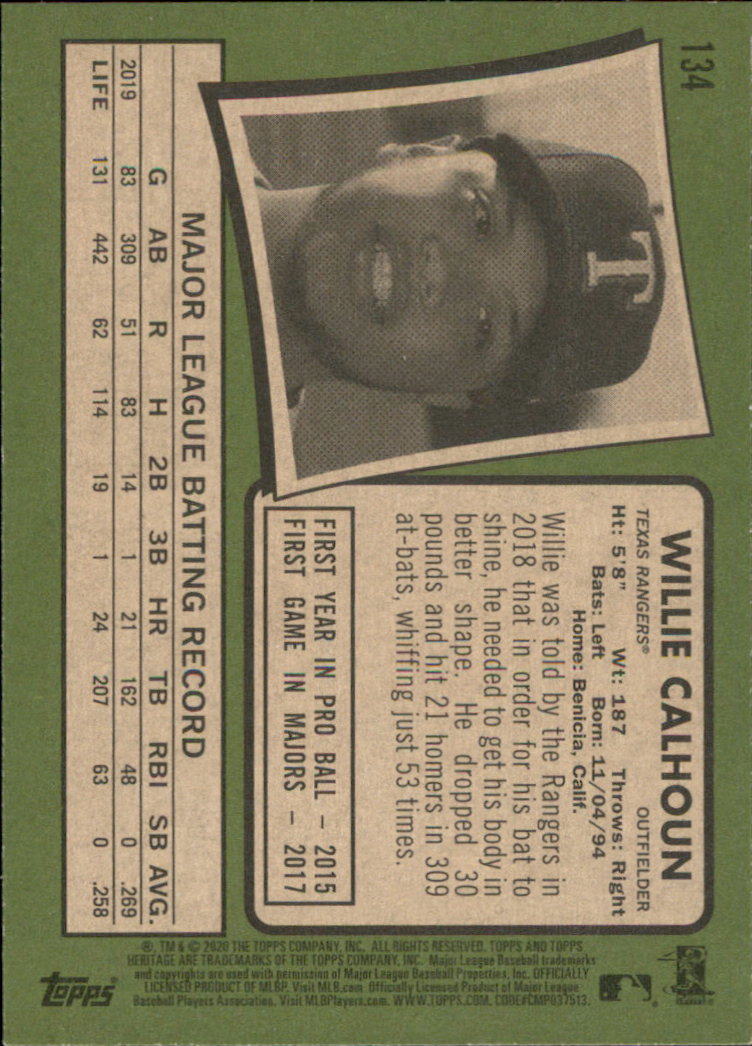 134
T
WILLIE CALHOUN
TEXAS RANGERS® OUTFIELDER
Ht: 5'8" Wt: 187 Throws: Right
Bats: Left Born: 11/04/94
Home: Benicia, Calif.
Willie was told by the Rangers in
2018 that in order for his bat to
shine, he needed to get his body in
better shape. He dropped 30
pounds and hit 21 homers in 309
at-bats, whiffing just 53 times.
FIRST YEAR IN PRO BALL – 2015
FIRST GAME IN MAJORS – 2017
MAJOR LEAGUE BATTING RECORD
G AB R H 2B 3B HR TB RBI SB AVG.
2019 83 309 51 83 14 1 21 162 48 0 .269
LIFE 131 442 62 114 19 1 24 207 63 0 .258
®, TM & © 2020 THE TOPPS COMPANY, INC. ALL RIGHTS RESERVED. TOPPS AND TOPPS
HERITAGE ARE TRADEMARKS OF THE TOPPS COMPANY, INC. Major League Baseball trademarks
and copyrights are used with permission of Major League Baseball Properties, Inc. OFFICIALLY
LICENSED PRODUCT OF MLBP. Visit MLB.com Officially Licensed Product of Major League
Baseball Players Association. Visit MLBPlayers.com. WWW.TOPPS.COM. CODE#CMP037513.
topps®